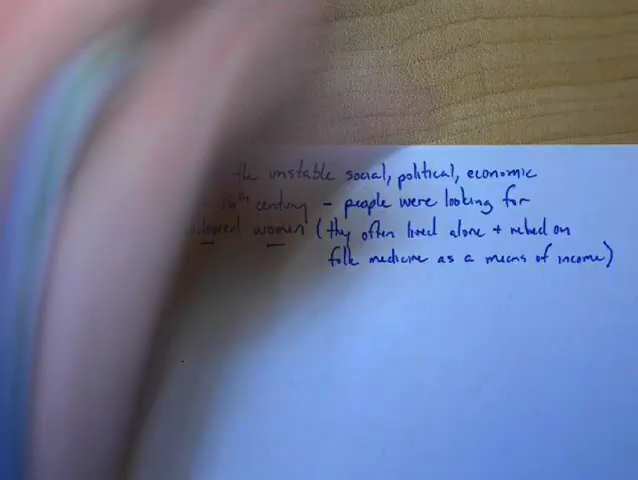 the unstable social, political, economic
16th century - people were looking for
women (they often lived alone + relied on
folk medicine as a means of income)